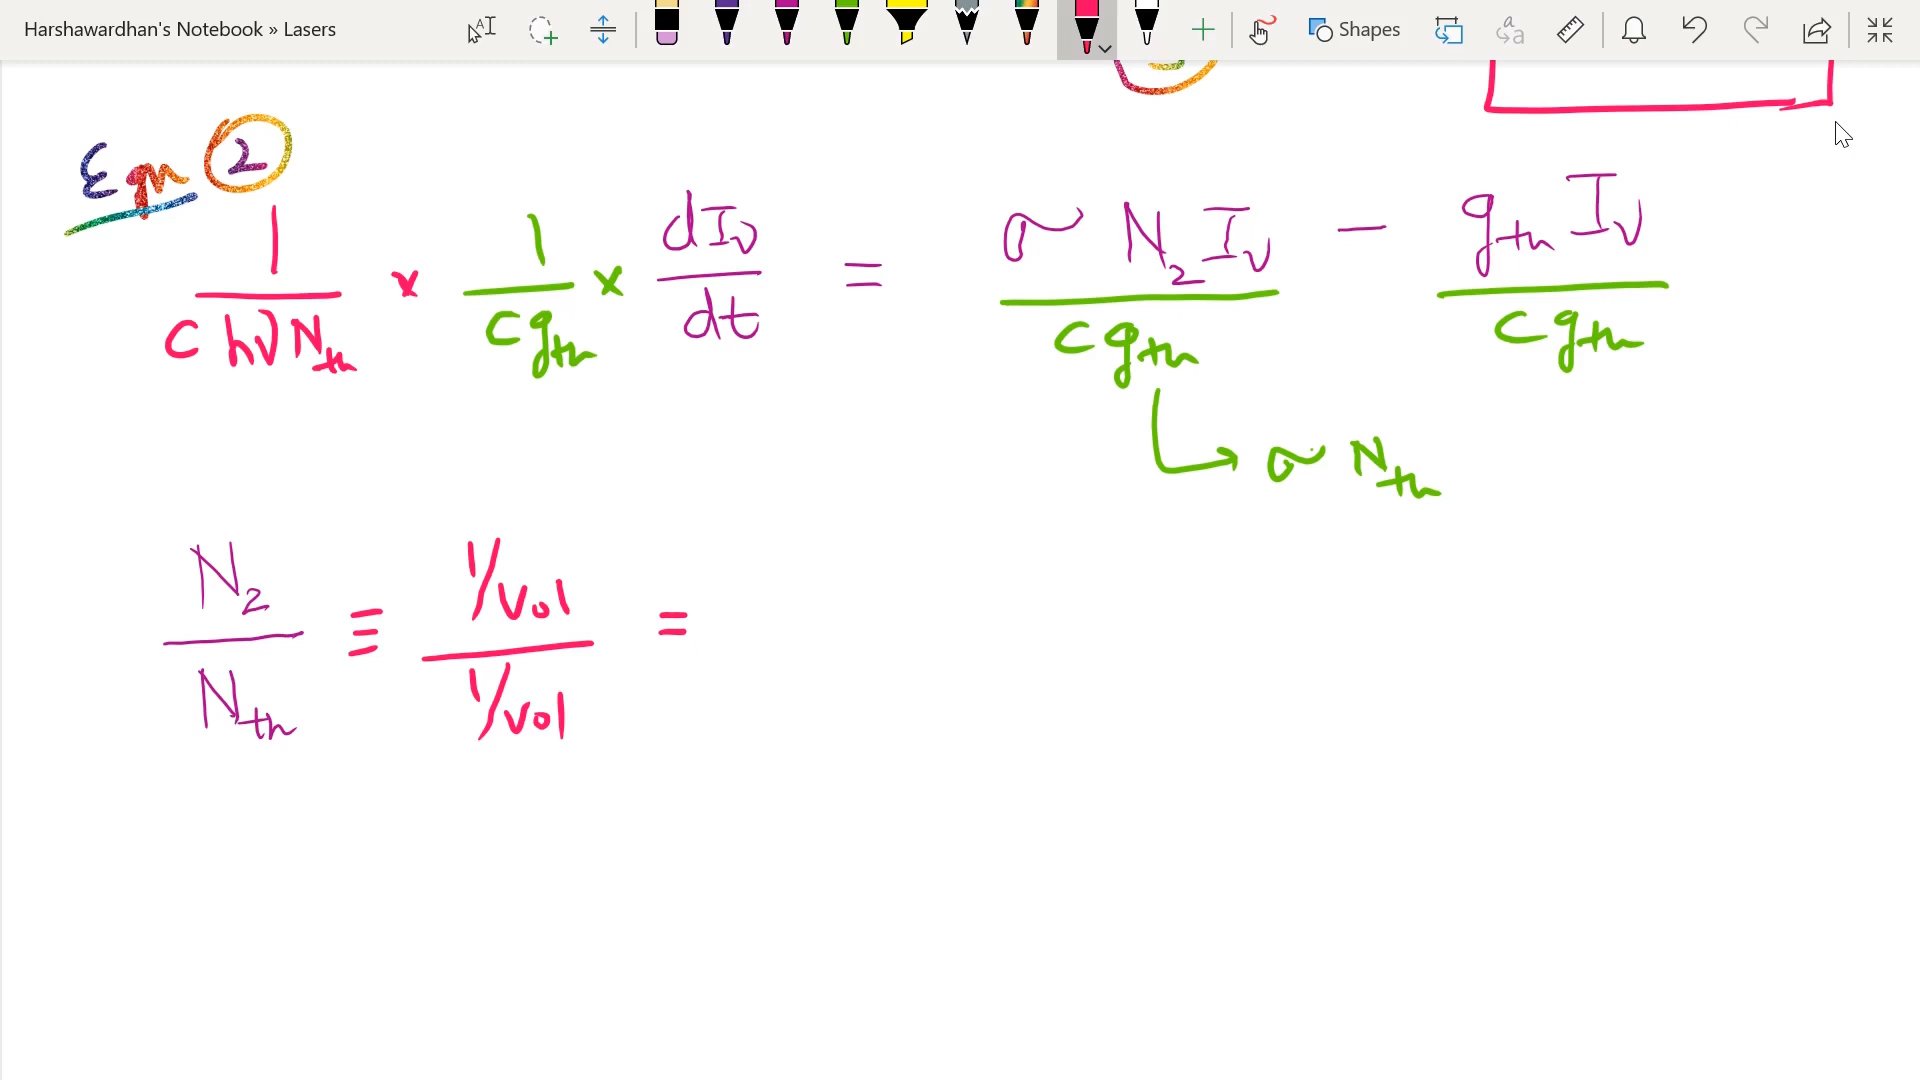 Harshawardhan's Notebook » Lasers
Shapes
Eqn ②
1/(c hν N_th) × 1/(c g_th) × dI_ν/dt = σ N_2 I_ν/(c g_th) − g_th I_ν/(c g_th)
↳ σ N_th
N_2/N_th ≡ (1/Vol)/(1/Vol) =